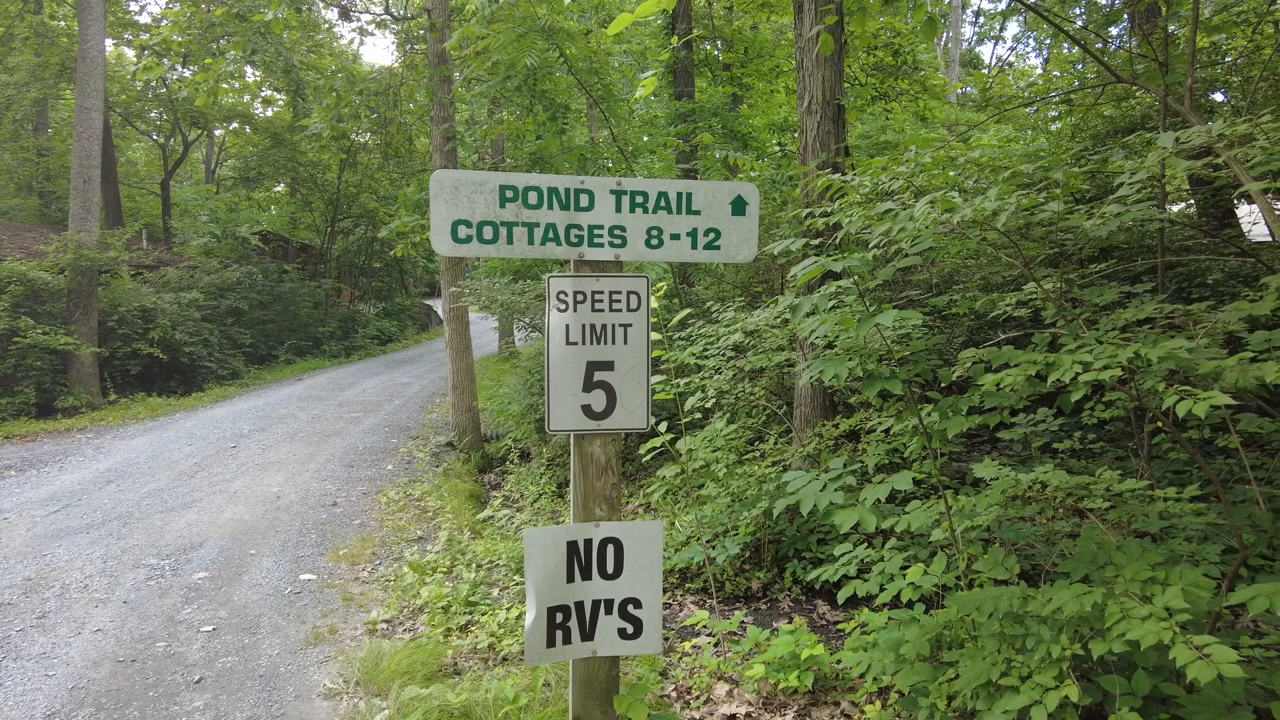 POND TRAIL
COTTAGES 8-12
SPEED
LIMIT
5
NO
RV'S